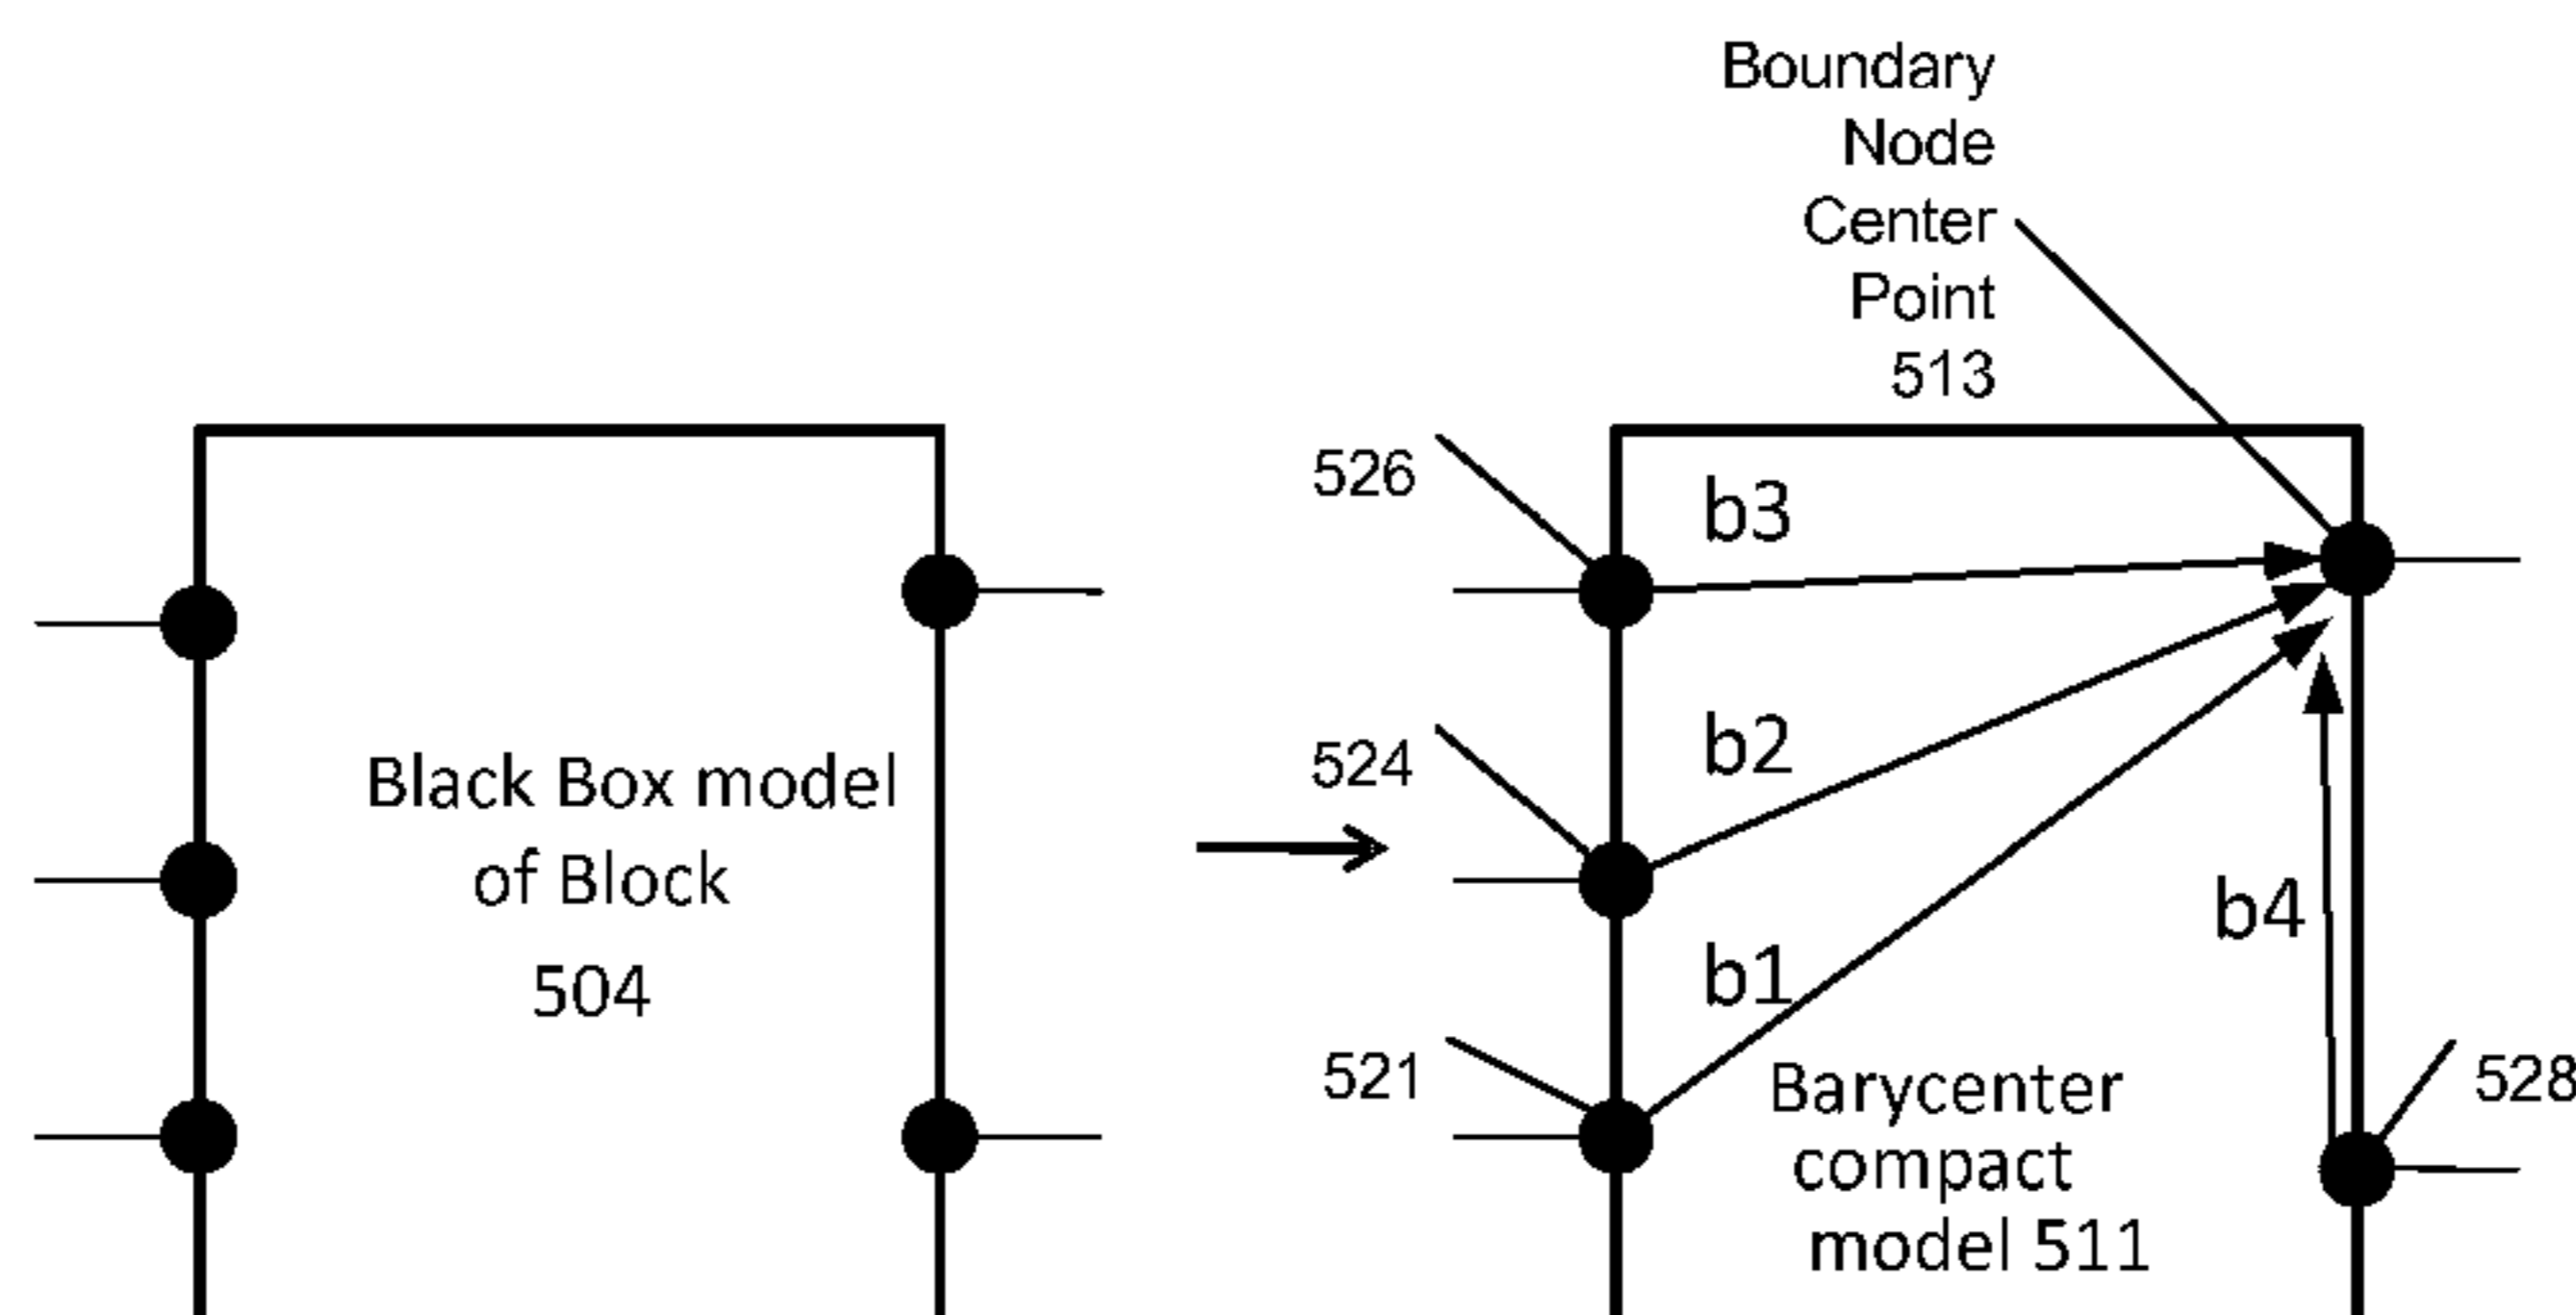 Boundary
Node
Center
Point
513
Black Box model
of Block
504
526
b3
524
b2
b4
b1
521
528
Barycenter
compact
model 511